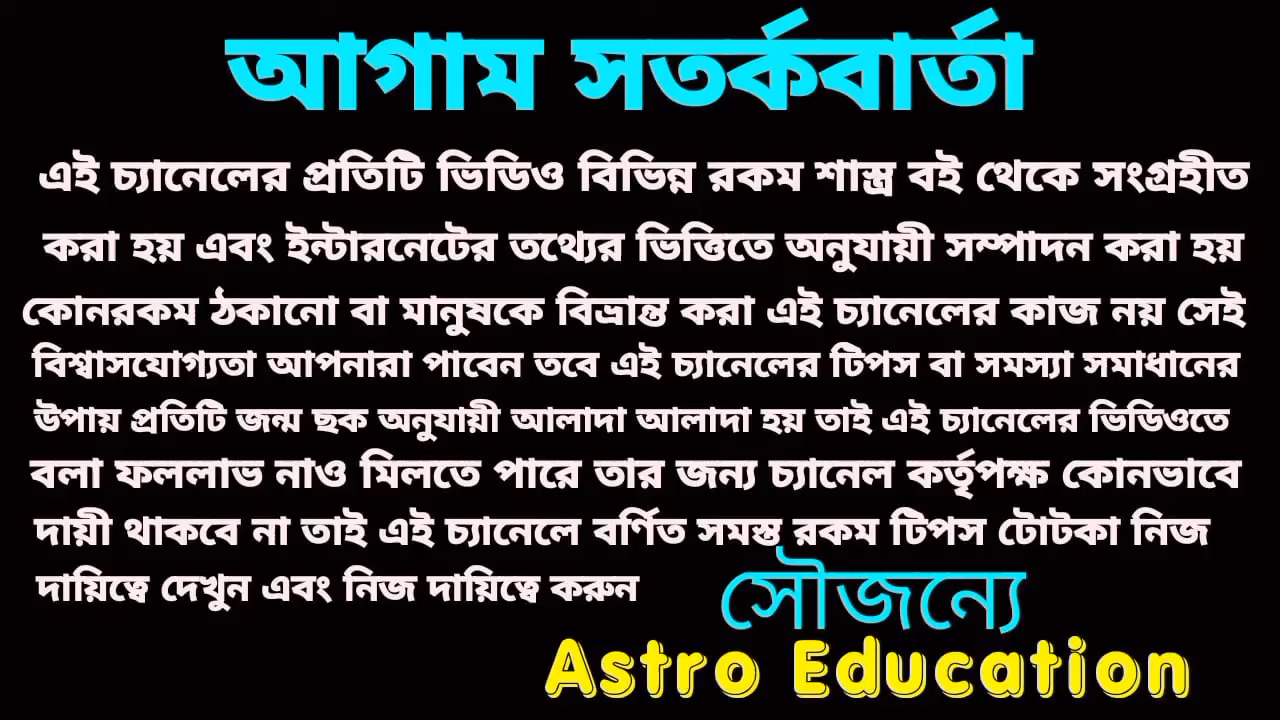 আগাম সতর্কবার্তা
এই চ্যানেলের প্রতিটি ভিডিও বিভিন্ন রকম শাস্ত্র বই থেকে সংগ্রহীত
করা হয় এবং ইন্টারনেটের তথ্যের ভিত্তিতে অনুযায়ী সম্পাদন করা হয়
কোনরকম ঠকানো বা মানুষকে বিভ্রান্ত করা এই চ্যানেলের কাজ নয় সেই
বিশ্বাসযোগ্যতা আপনারা পাবেন তবে এই চ্যানেলের টিপস বা সমস্যা সমাধানের
উপায় প্রতিটি জন্ম ছক অনুযায়ী আলাদা আলাদা হয় তাই এই চ্যানেলের ভিডিওতে
বলা ফললাভ নাও মিলতে পারে তার জন্য চ্যানেল কর্তৃপক্ষ কোনভাবে
দায়ী থাকবে না তাই এই চ্যানেলে বর্ণিত সমস্ত রকম টিপস টোটকা নিজ
দায়িত্বে দেখুন এবং নিজ দায়িত্বে করুন
সৌজন্যে
Astro Education